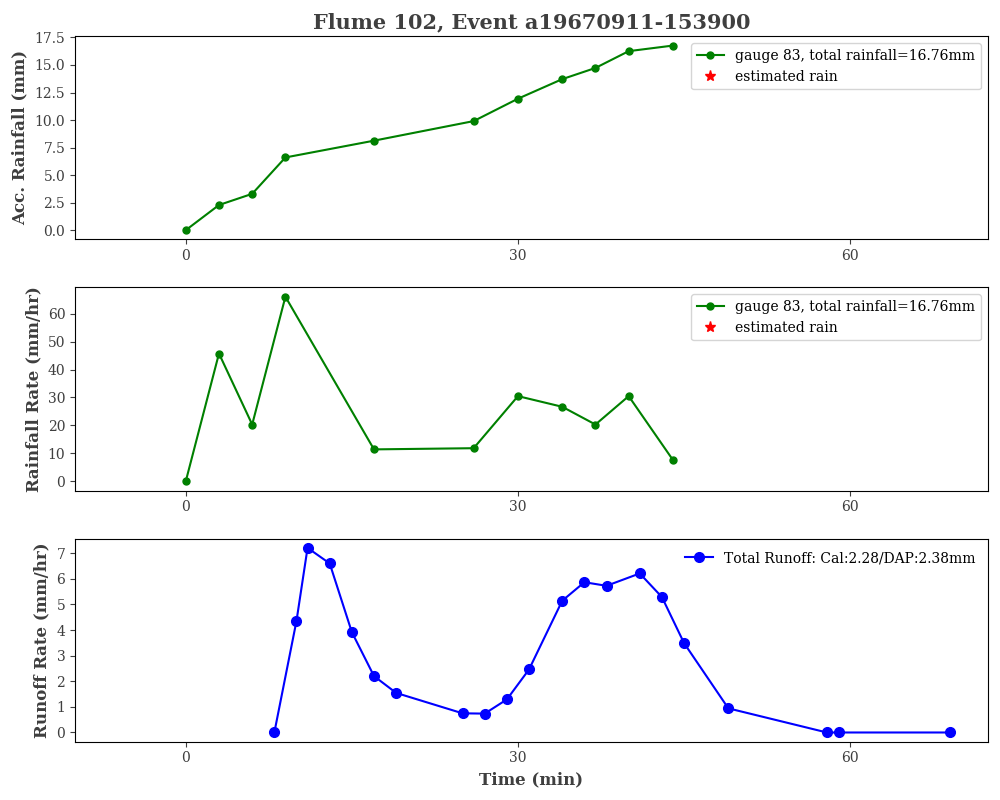 Flume 102, Event a19670911-153900
Acc. Rainfall (mm)
17.5
15.0
12.5
10.0
7.5
5.0
2.5
0.0
gauge 83, total rainfall=16.76mm
estimated rain
0 30 60
Rainfall Rate (mm/hr)
60
50
40
30
20
10
0
gauge 83, total rainfall=16.76mm
estimated rain
0 30 60
Runoff Rate (mm/hr)
7
6
5
4
3
2
1
0
Total Runoff: Cal:2.28/DAP:2.38mm
0 30 60
Time (min)